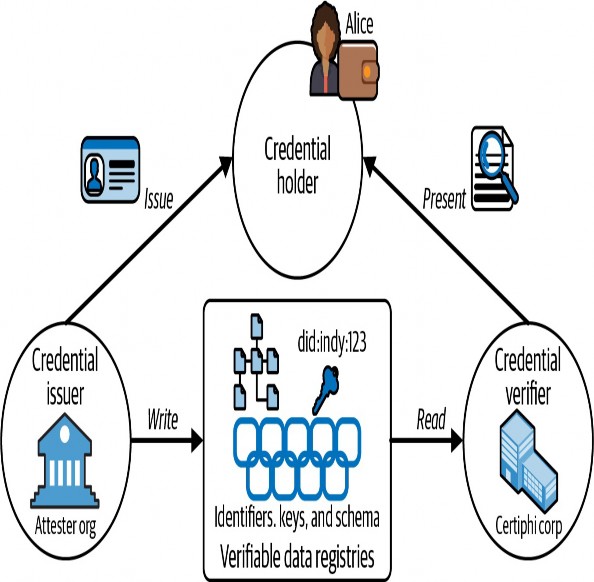 Alice
Credential
holder
Issue
Present
Credential
issuer
Attester org
Write
did:indy:123
Identifiers. keys, and schema
Verifiable data registries
Read
Credential
verifier
Certiphi corp